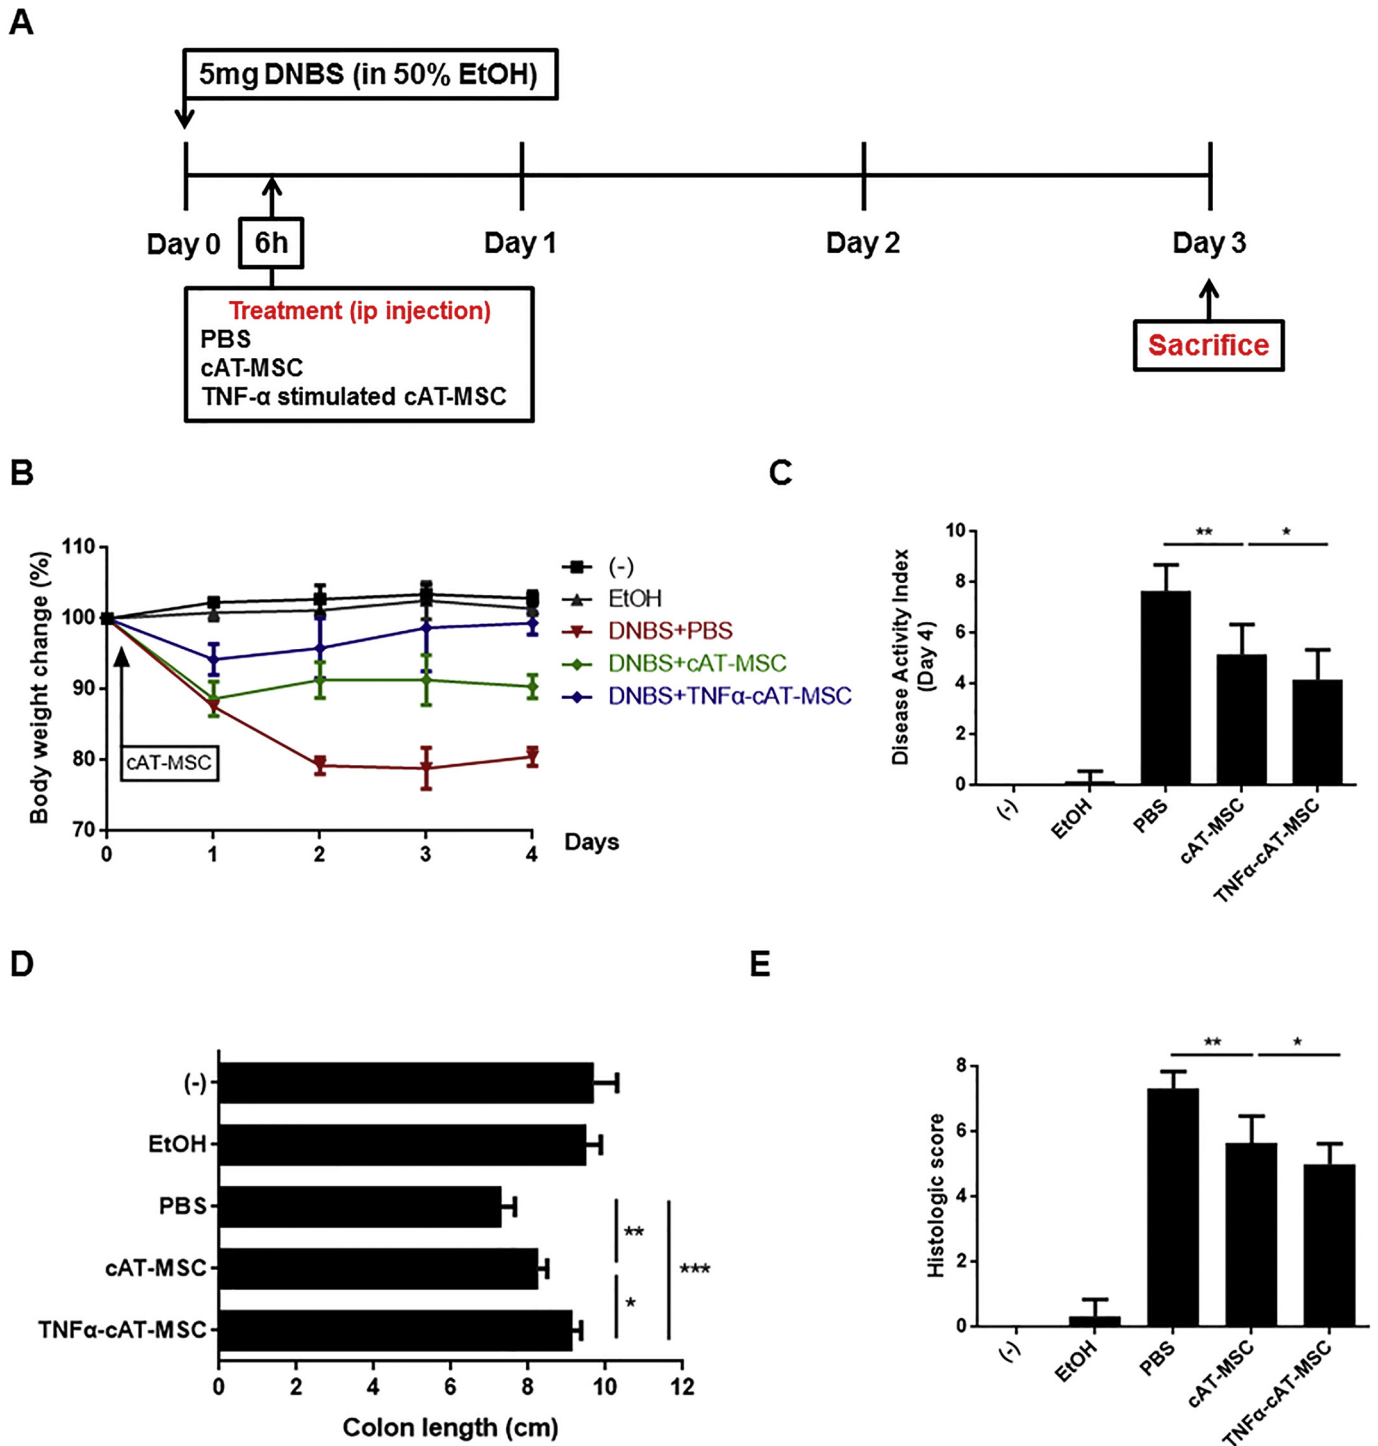 A
5mg DNBS (in 50% EtOH)
Day 0
6h
Day 1
Day 2
Day 3
Treatment (ip injection)
PBS
cAT-MSC
TNF-α stimulated cAT-MSC
Sacrifice
B
Body weight change (%)
110
100
90
80
70
0
1
2
3
4
Days
cAT-MSC
(-)
EtOH
DNBS+PBS
DNBS+cAT-MSC
DNBS+TNFα-cAT-MSC
C
Disease Activity Index
(Day 4)
10
8
6
4
2
0
**
*
(-)
EtOH
PBS
cAT-MSC
TNFα-cAT-MSC
D
(-)
EtOH
PBS
cAT-MSC
TNFα-cAT-MSC
**
*
***
0
2
4
6
8
10
12
Colon length (cm)
E
Histologic score
8
6
4
2
0
**
*
(-)
EtOH
PBS
cAT-MSC
TNFα-cAT-MSC